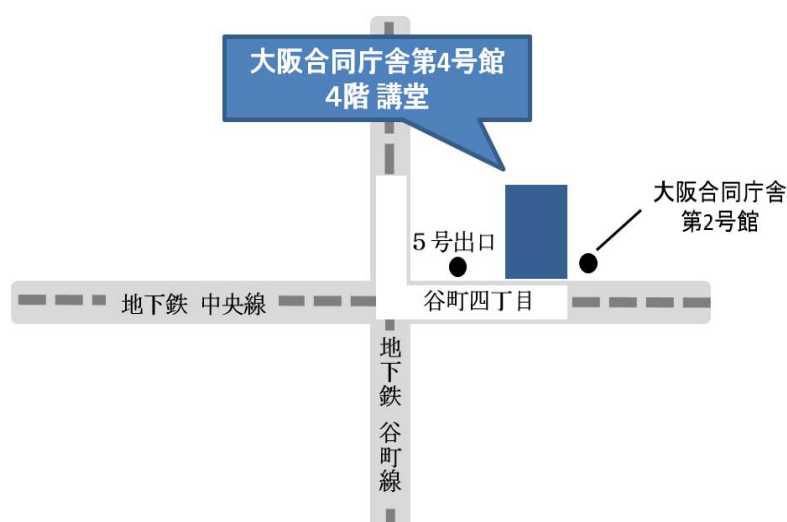 大阪合同庁舎第4号館
4階 講堂
大阪合同庁舎
第2号館
５号出口
地下鉄 中央線
谷町四丁目
地下鉄 谷町線